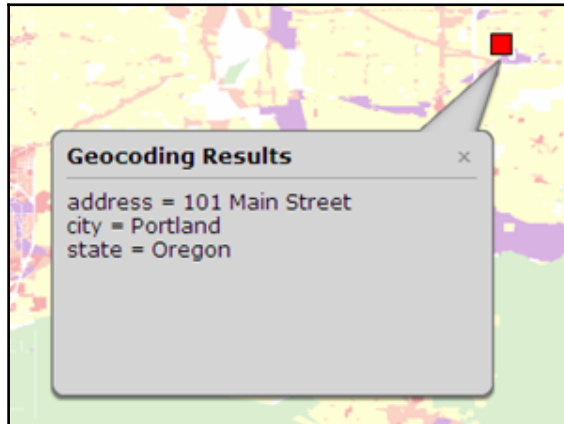 Geocoding Results
×
address = 101 Main Street
city = Portland
state = Oregon